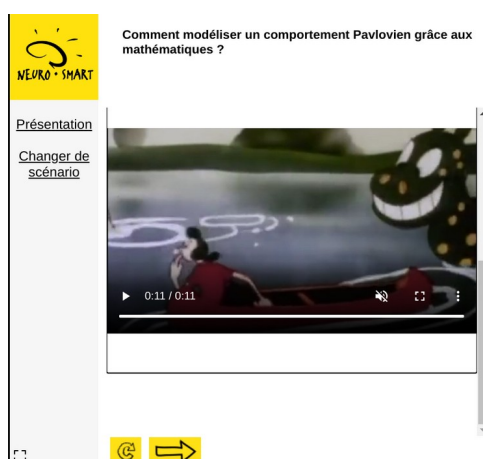 Comment modéliser un comportement Pavlovien grâce aux
mathématiques ?
NEURO • SMART
Présentation
Changer de
scénario
0:11 / 0:11